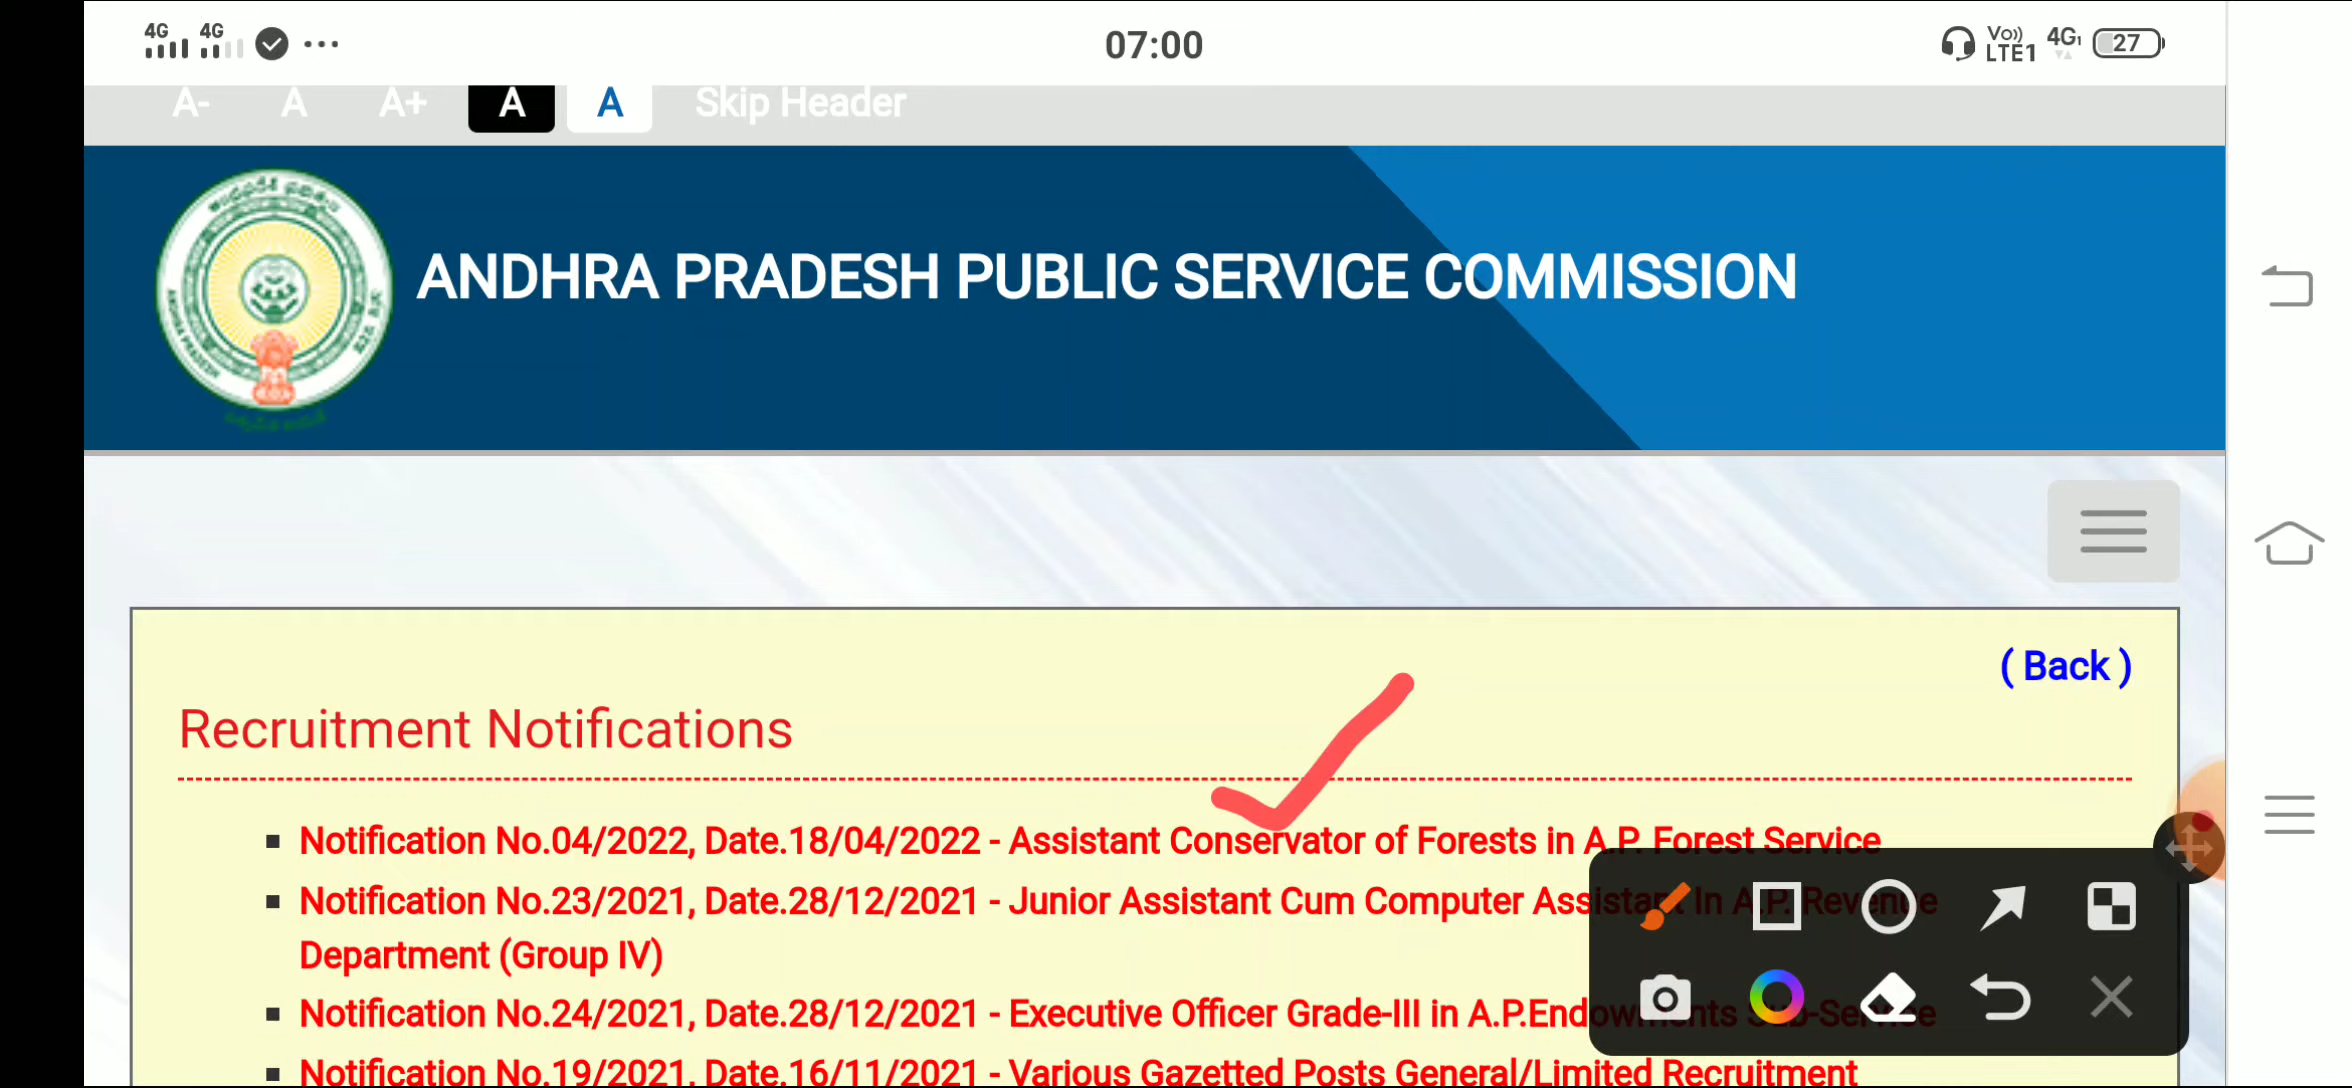 4G 4G 07:00 Vo)) LTE1 4G1 27
A- A A+ A A Skip Header
ANDHRA PRADESH PUBLIC SERVICE COMMISSION
( Back )
Recruitment Notifications
Notification No.04/2022, Date.18/04/2022 - Assistant Conservator of Forests in A.P. Forest Service
Notification No.23/2021, Date.28/12/2021 - Junior Assistant Cum Computer Assistant In A.P. Revenue
Department (Group IV)
Notification No.24/2021, Date.28/12/2021 - Executive Officer Grade-III in A.P.Endowments Sub-Service
Notification No.19/2021, Date.16/11/2021 - Various Gazetted Posts General/Limited Recruitment